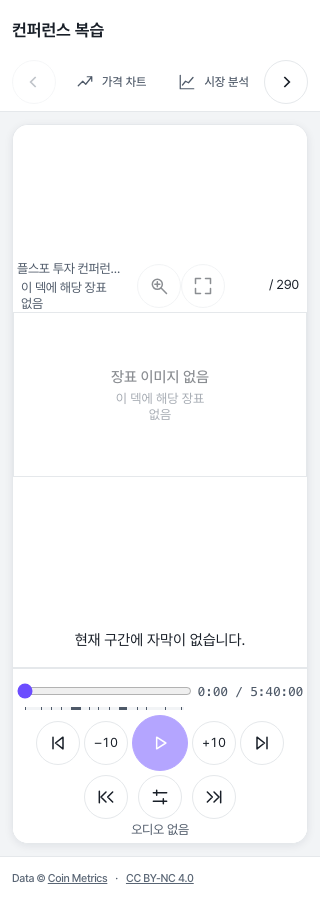 컨퍼런스 복습
가격 차트
시장 분석
플스포 투자 컨퍼런...
이 덱에 해당 장표
없음
/ 290
장표 이미지 없음
이 덱에 해당 장표
없음
현재 구간에 자막이 없습니다.
0:00 / 5:40:00
−10
+10
오디오 없음
Data © Coin Metrics · CC BY-NC 4.0